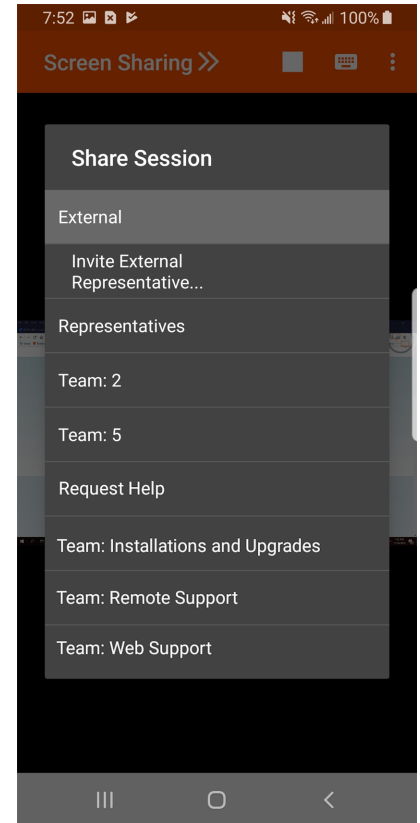 7:52 100%
Screen Sharing
Share Session
External
Invite External
Representative...
Representatives
Team: 2
Team: 5
Request Help
Team: Installations and Upgrades
Team: Remote Support
Team: Web Support